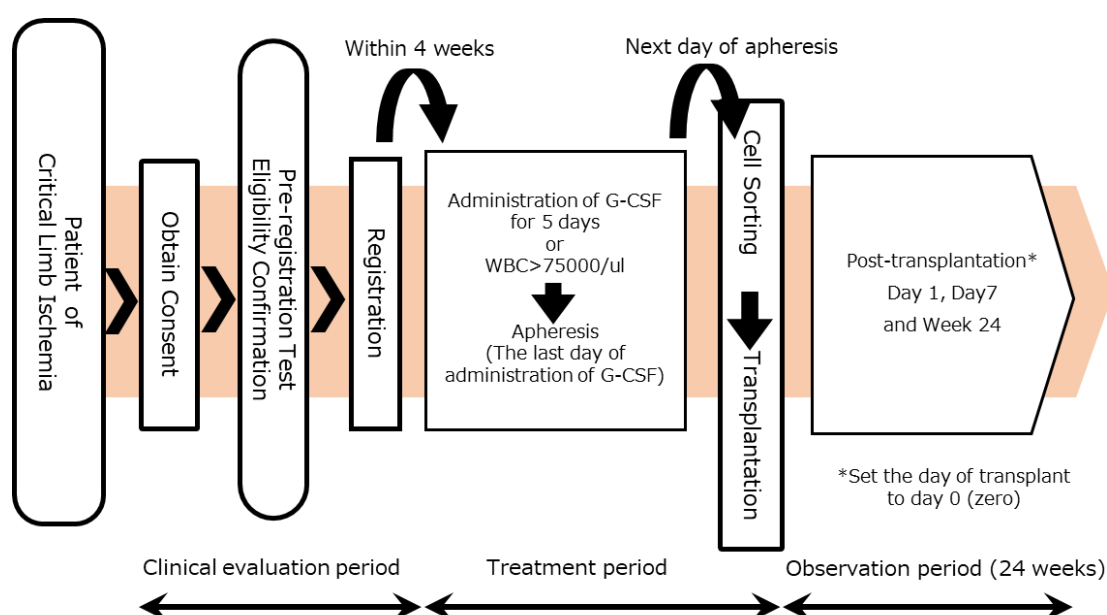 Patient of
Critical Limb Ischemia
Obtain Consent
Pre-registration Test
Eligibility Confirmation
Within 4 weeks
Registration
Administration of G-CSF
for 5 days
or
WBC>75000/ul
Apheresis
(The last day of
administration of G-CSF)
Next day of apheresis
Cell Sorting
Transplantation
Post-transplantation*
Day 1, Day7
and Week 24
*Set the day of transplant
to day 0 (zero)
Clinical evaluation period
Treatment period
Observation period (24 weeks)